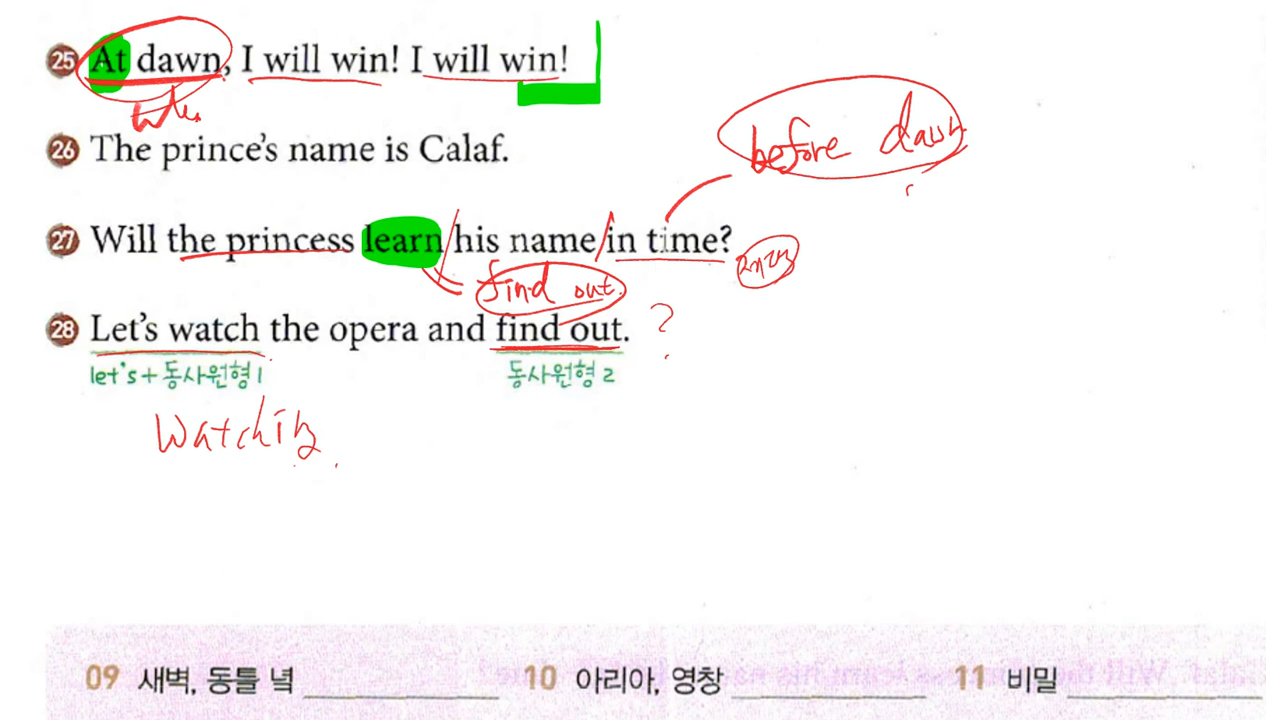 25 At dawn, I will win! I will win!
before dawn
26 The prince's name is Calaf.
27 Will the princess learn his name in time?
find out
28 Let's watch the opera and find out. ?
let's + 동사원형 1 동사원형 2
watching
09 새벽, 동틀 녘 10 아리아, 영창 11 비밀